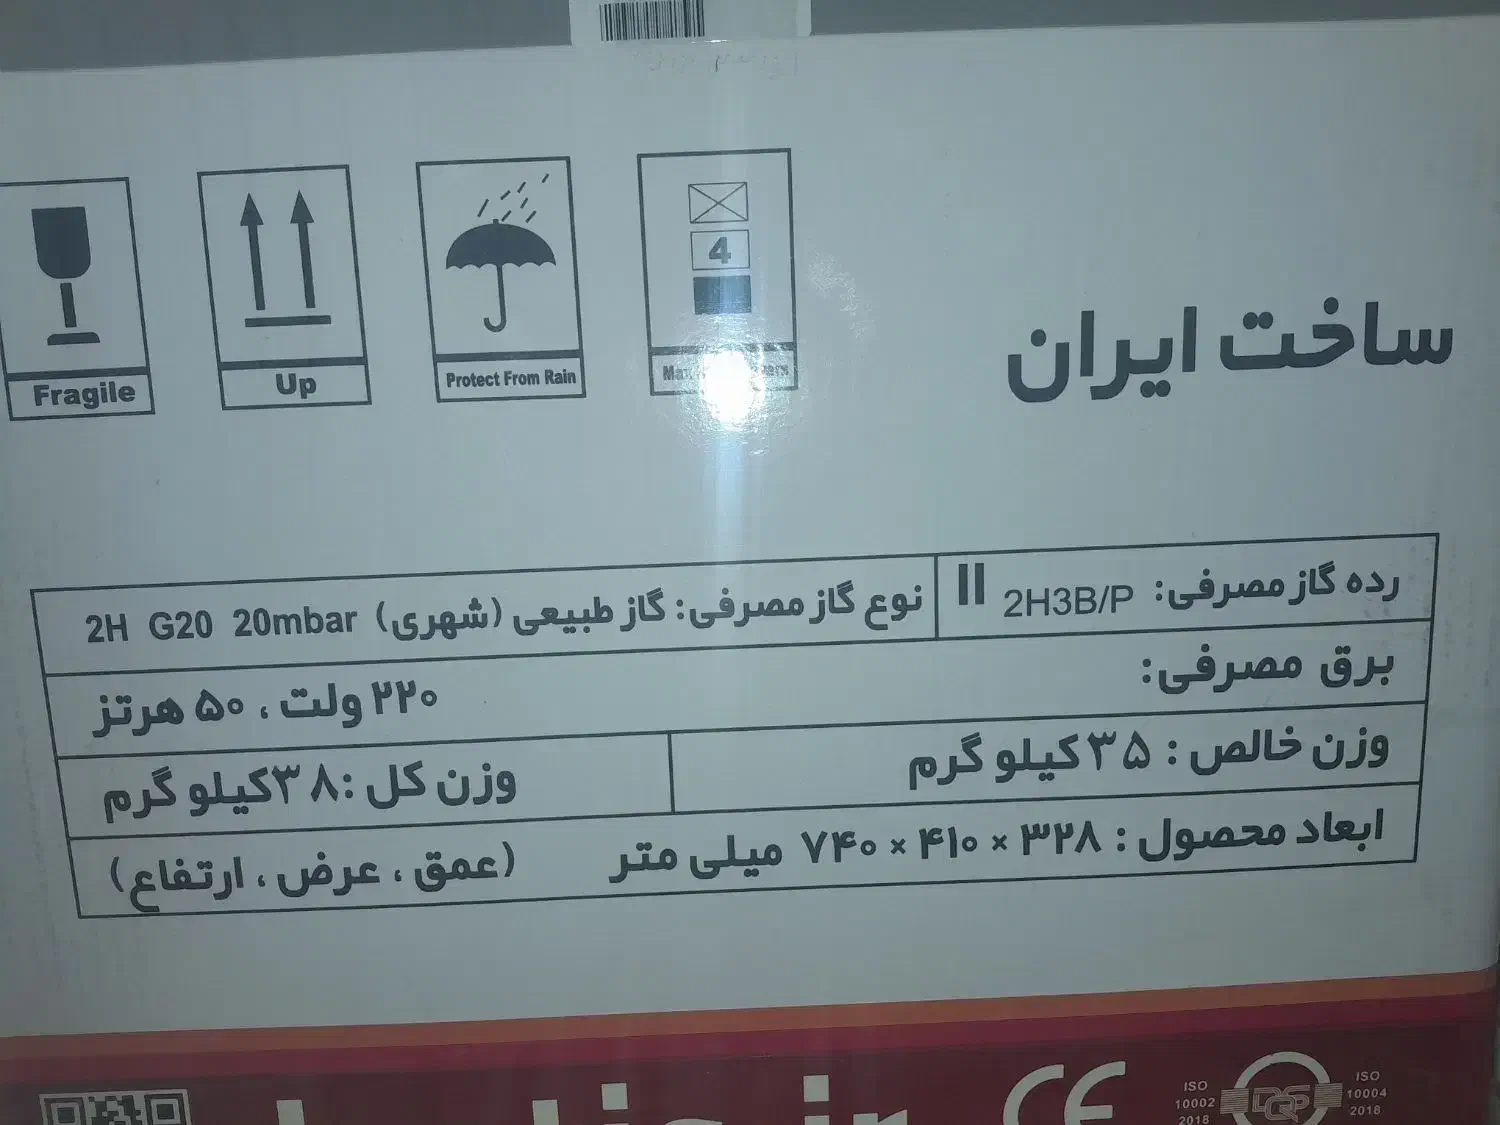 4
Fragile
Up
Protect From Rain
ساخت ایران
رده گاز مصرفی: II 2H3B/P
نوع گاز مصرفی: گاز طبیعی (شهری) 2H G20 20mbar
برق مصرفی:
۲۲۰ ولت ، ۵۰ هرتز
وزن خالص : ۳۵ کیلو گرم
وزن کل :۳۸کیلو گرم
ابعاد محصول : ۳۲۸ × ۴۱۰ × ۷۴۰ میلی متر (عمق ، عرض ، ارتفاع)
CE
ISO
10002
2018
ISO
10004
2018